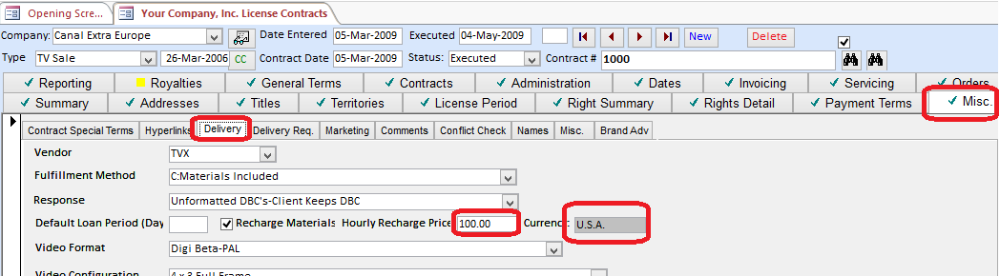 Opening Scre... Your Company, Inc. License Contracts
Company: Canal Extra Europe Date Entered 05-Mar-2009 Executed 04-May-2009 New Delete
Type TV Sale 26-Mar-2006 CC Contract Date 05-Mar-2009 Status: Executed Contract # 1000
Reporting Royalties General Terms Contracts Administration Dates Invoicing Servicing Orders
Summary Addresses Titles Territories License Period Right Summary Rights Detail Payment Terms Misc.
Contract Special Terms Hyperlinks Delivery Delivery Req. Marketing Comments Conflict Check Names Misc. Brand Adv
Vendor TVX
Fulfillment Method C:Materials Included
Response Unformatted DBC's-Client Keeps DBC
Default Loan Period (Day Recharge Materials Hourly Recharge Price 100.00 Currenc: U.S.A.
Video Format Digi Beta-PAL
Video Configuration 4 x 3 Full Frame